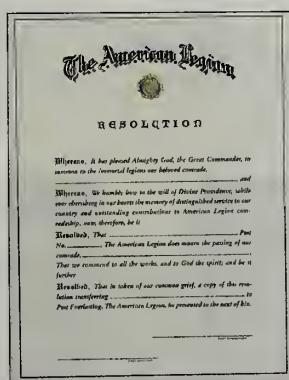 The American Legion
RESOLUTION
Whereas, It has pleased Almighty God, the Great Commander, to
summon to the immortal legions our beloved comrade,
and
Whereas, We humbly bow to the will of Divine Providence, while
ever cherishing in our hearts the memory of distinguished service to our
country and outstanding contributions to American Legion com-
radeship, now, therefore, be it
Resolved, That Post
No. The American Legion does mourn the passing of our
comrade,
That we commend to all the works, and to God the spirit; and be it
further
Resolved, That in token of our common grief, a copy of this reso-
lution transferring to
Post Everlasting, The American Legion, be presented to the next of kin.